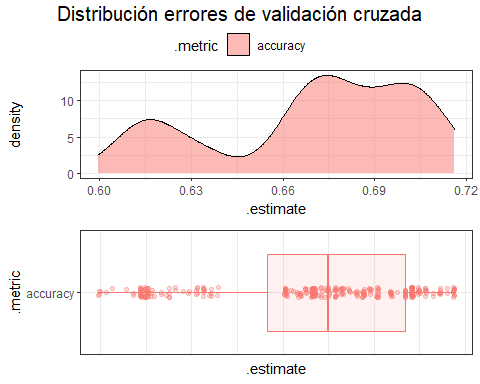 Distribución errores de validación cruzada
.metric accuracy
density
10
5
0
0.60 0.63 0.66 0.69 0.72
.estimate
.metric
accuracy
.estimate